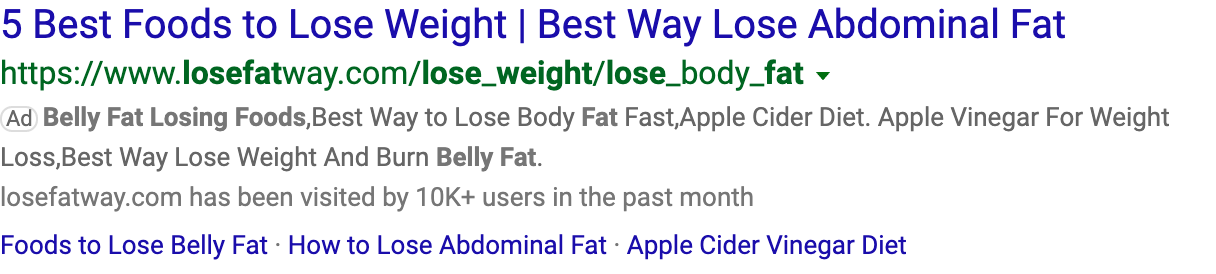 5 Best Foods to Lose Weight | Best Way Lose Abdominal Fat
https://www.losefatway.com/lose_weight/lose_body_fat
Ad Belly Fat Losing Foods,Best Way to Lose Body Fat Fast,Apple Cider Diet. Apple Vinegar For Weight
Loss,Best Way Lose Weight And Burn Belly Fat.
losefatway.com has been visited by 10K+ users in the past month
Foods to Lose Belly Fat · How to Lose Abdominal Fat · Apple Cider Vinegar Diet